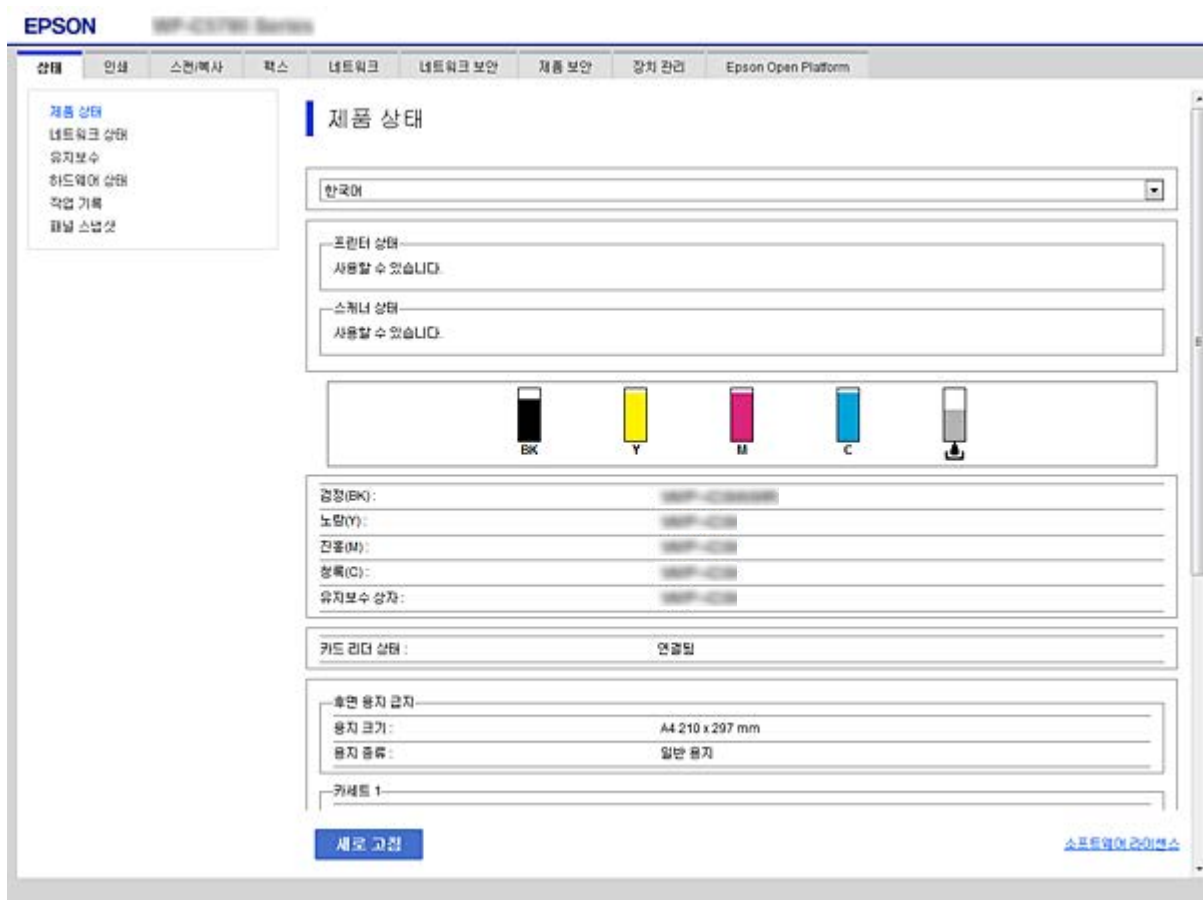 EPSON
상태 인쇄 스캔/복사 팩스 네트워크 네트워크 보안 제품 보안 장치 관리 Epson Open Platform
제품 상태
네트워크 상태
유지보수
하드웨어 상태
작업 기록
패널 스냅샷
제품 상태
한국어
프린터 상태
사용할 수 있습니다.
스캐너 상태
사용할 수 있습니다.
BK Y M C
검정(BK) :
노랑(Y) :
진홍(M) :
청록(C) :
유지보수 상자 :
카드 리더 상태 : 연결됨
후면 용지 급지
용지 크기 : A4 210 x 297 mm
용지 종류 : 일반 용지
카세트 1
새로 고침 소프트웨어 라이센스